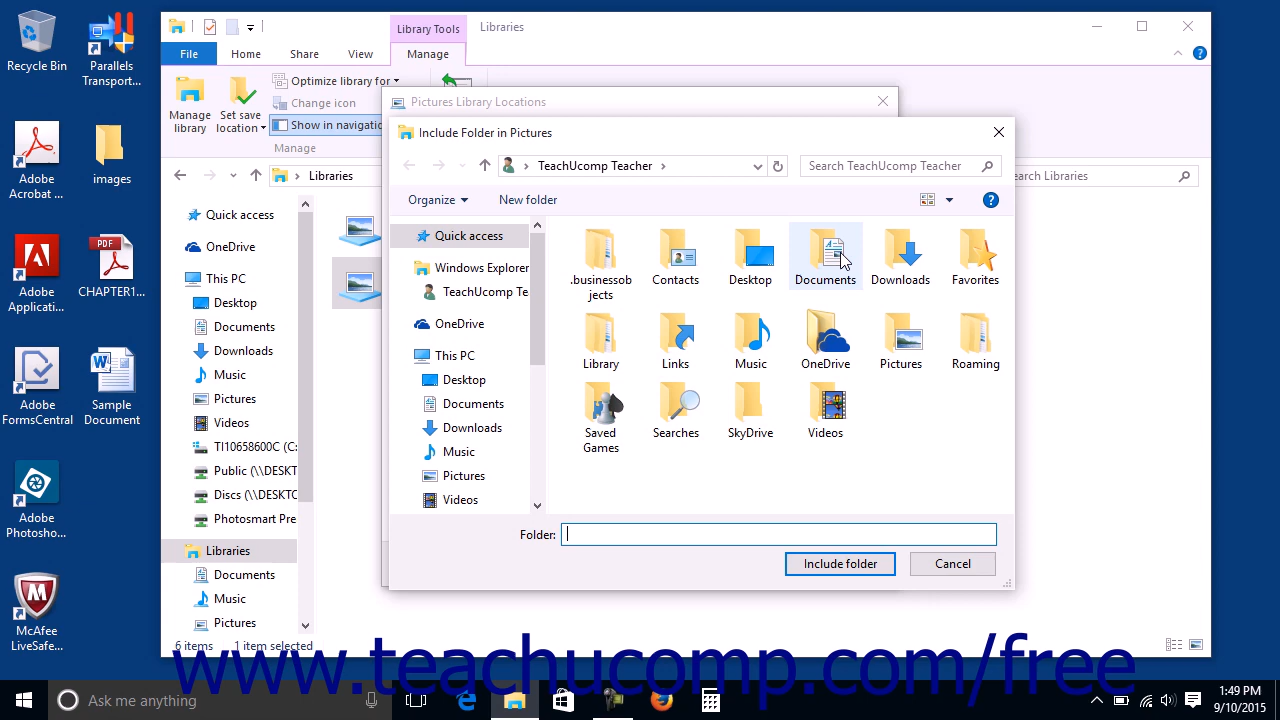 Recycle Bin
Parallels
Transport...
Adobe
Acrobat ...
images
Adobe
Applicati...
CHAPTER1...
Adobe
FormsCentral
Sample
Document
Adobe
Photosho...
McAfee
LiveSafe...
Library Tools
Libraries
File
Home
Share
View
Manage
Manage
library
Set save
location
Optimize library for
Change icon
Show in navigatio
Manage
Libraries
earch Libraries
Quick access
OneDrive
This PC
Desktop
Documents
Downloads
Music
Pictures
Videos
TI10658600C (C:
Public (\\DESKT
Discs (\\DESKTC
Photosmart Pre
Libraries
Documents
Music
Pictures
6 items
1 item selected
Pictures Library Locations
Include Folder in Pictures
TeachUcomp Teacher
Search TeachUcomp Teacher
Organize
New folder
Quick access
Windows Explorer
TeachUcomp Te
OneDrive
This PC
Desktop
Documents
Downloads
Music
Pictures
Videos
.businessob
jects
Contacts
Desktop
Documents
Downloads
Favorites
Library
Links
Music
OneDrive
Pictures
Roaming
Saved
Games
Searches
SkyDrive
Videos
Folder:
Include folder
Cancel
www.teachucomp.com/free
Ask me anything
1:49 PM
9/10/2015